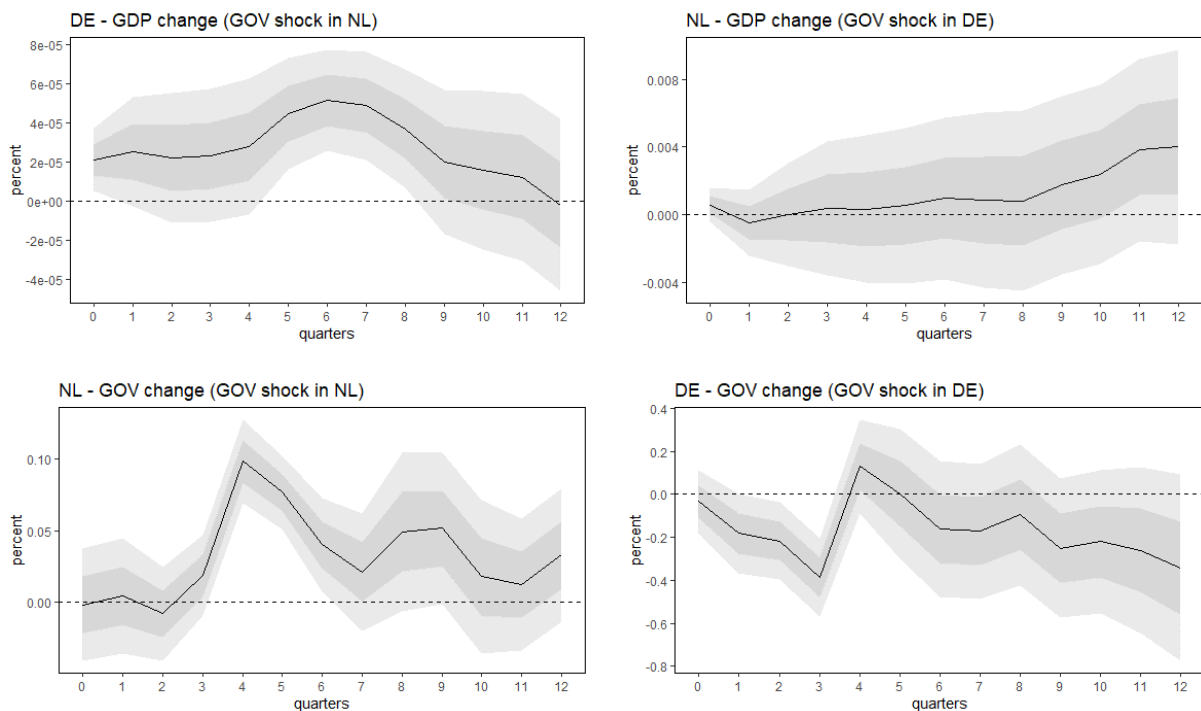 DE - GDP change (GOV shock in NL)
8e-05
6e-05
4e-05
2e-05
0e+00
-2e-05
-4e-05
percent
0 1 2 3 4 5 6 7 8 9 10 11 12
quarters
NL - GDP change (GOV shock in DE)
0.008
0.004
0.000
-0.004
percent
0 1 2 3 4 5 6 7 8 9 10 11 12
quarters
NL - GOV change (GOV shock in NL)
0.10
0.05
0.00
percent
0 1 2 3 4 5 6 7 8 9 10 11 12
quarters
DE - GOV change (GOV shock in DE)
0.4
0.2
0.0
-0.2
-0.4
-0.6
-0.8
percent
0 1 2 3 4 5 6 7 8 9 10 11 12
quarters